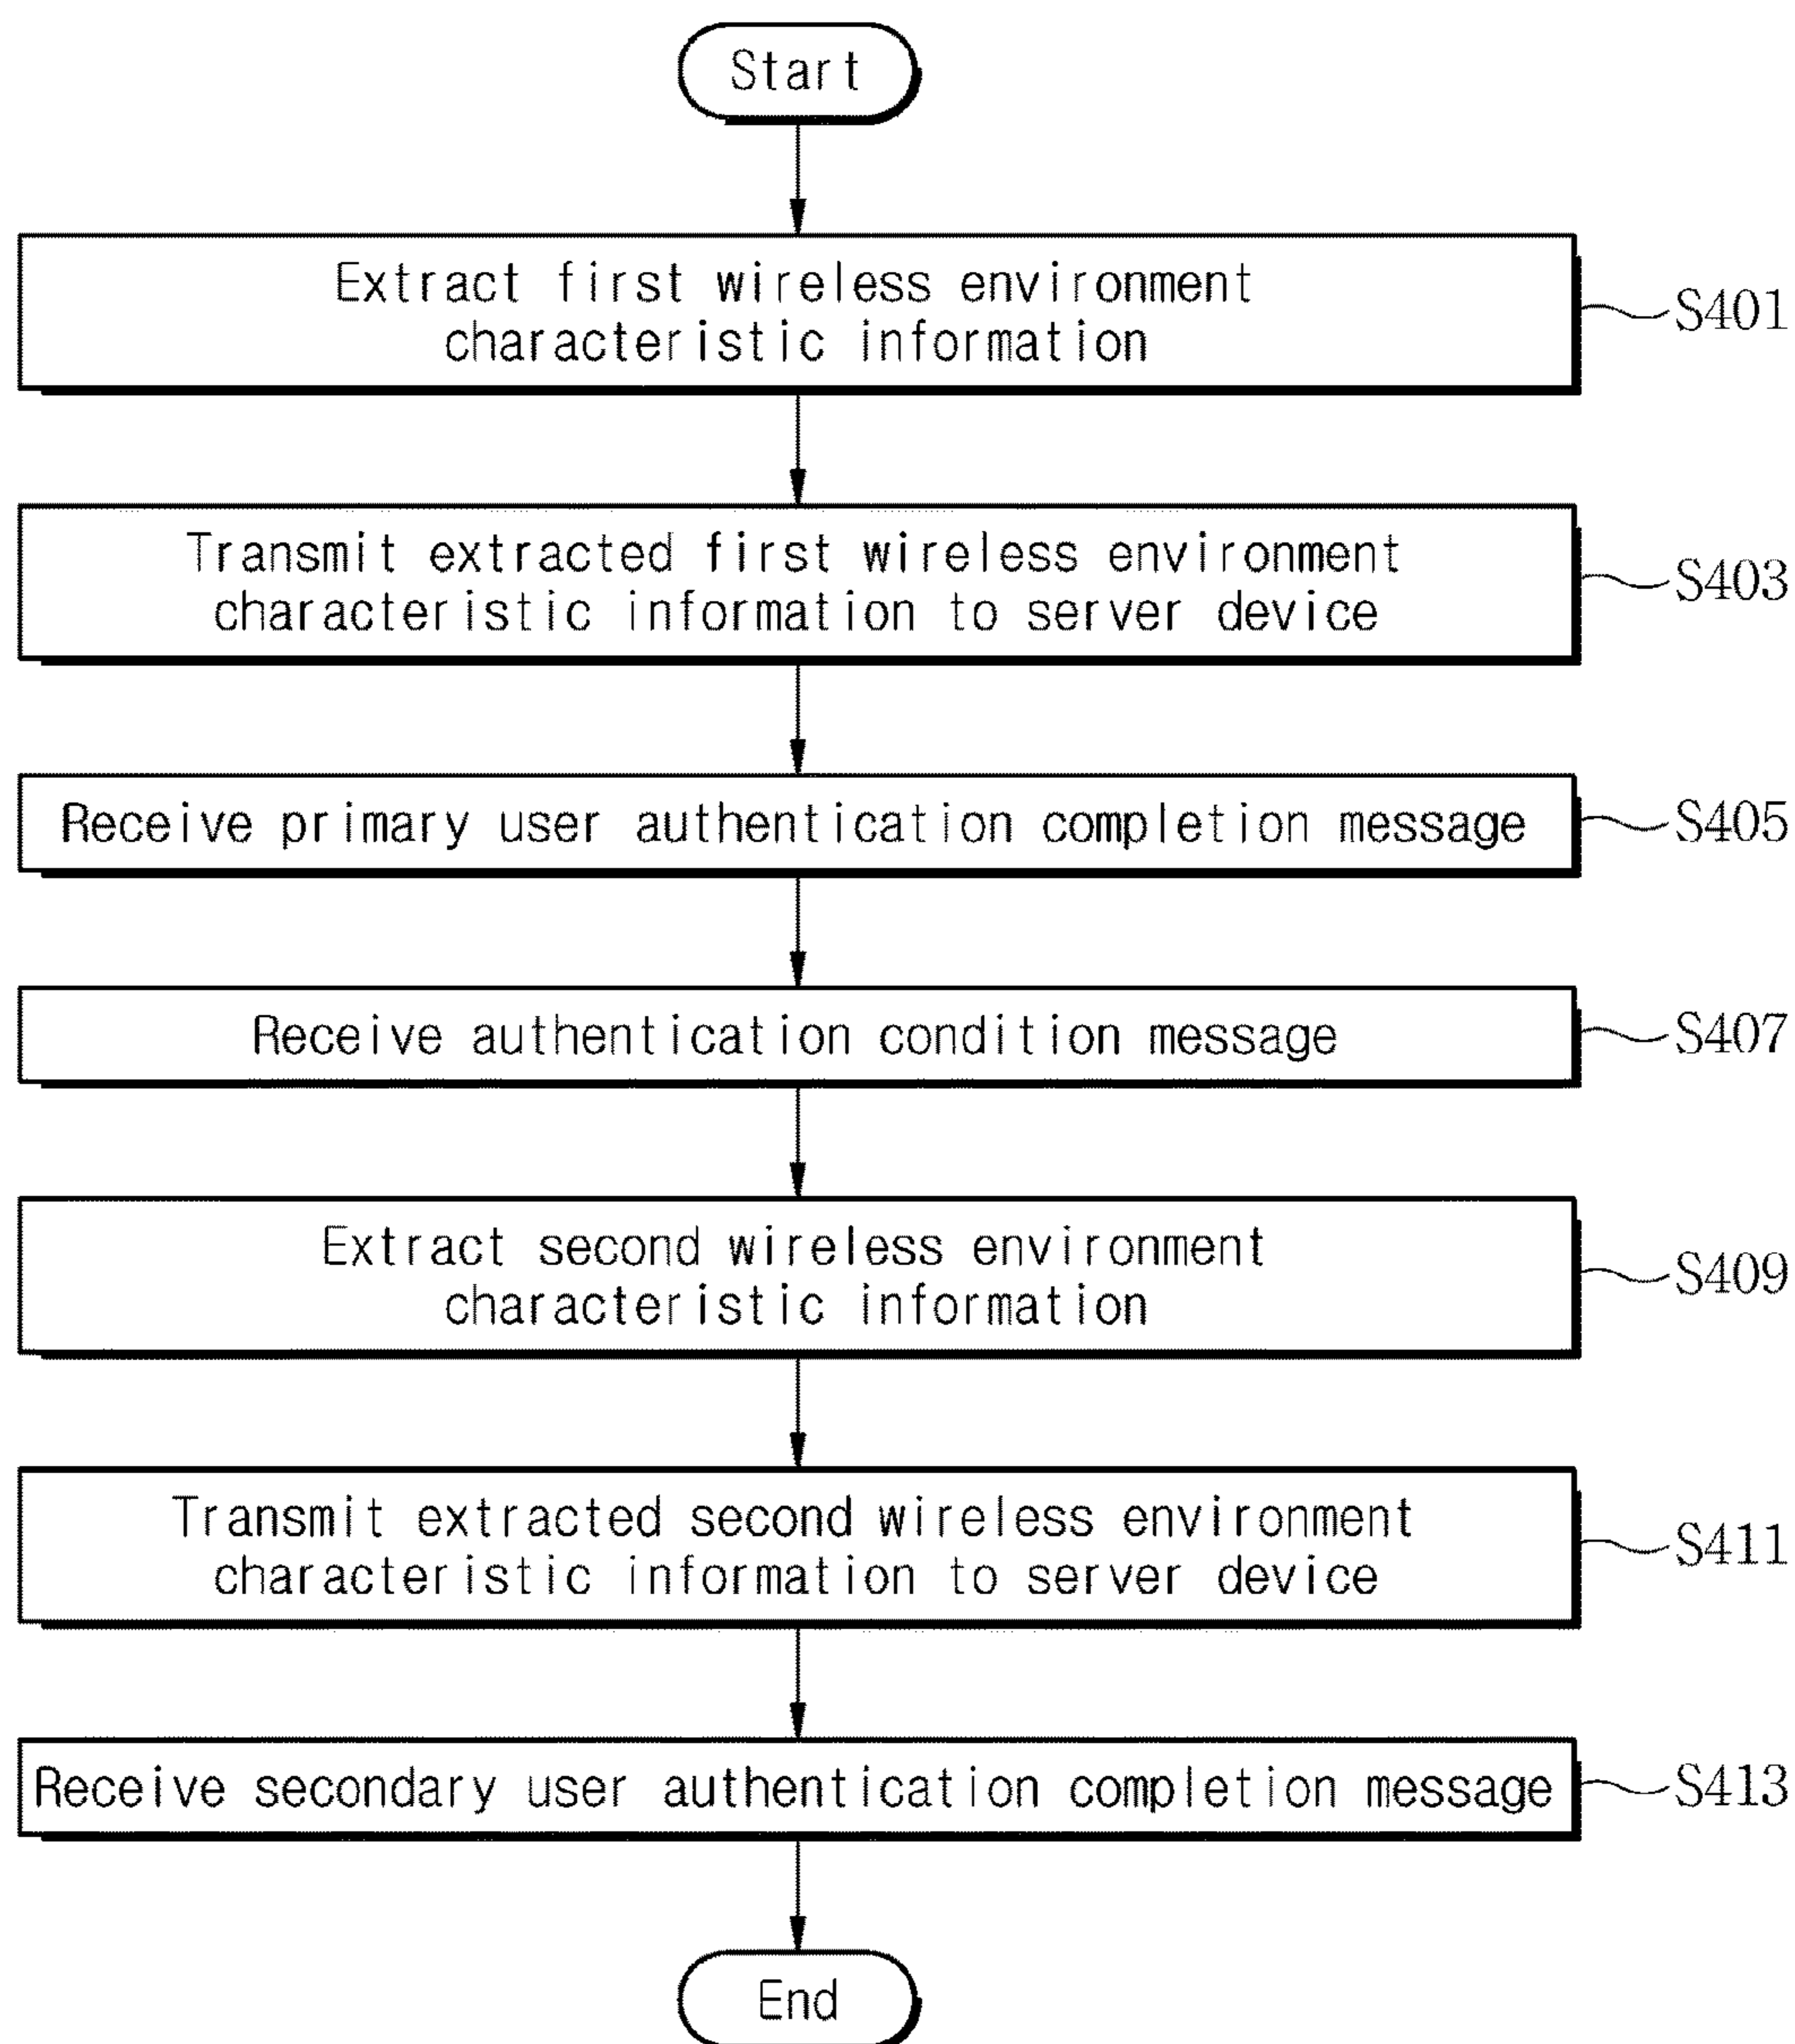 Start
Extract first wireless environment
characteristic information
S401
Transmit extracted first wireless environment
characteristic information to server device
S403
Receive primary user authentication completion message
S405
Receive authentication condition message
S407
Extract second wireless environment
characteristic information
S409
Transmit extracted second wireless environment
characteristic information to server device
S411
Receive secondary user authentication completion message
S413
End